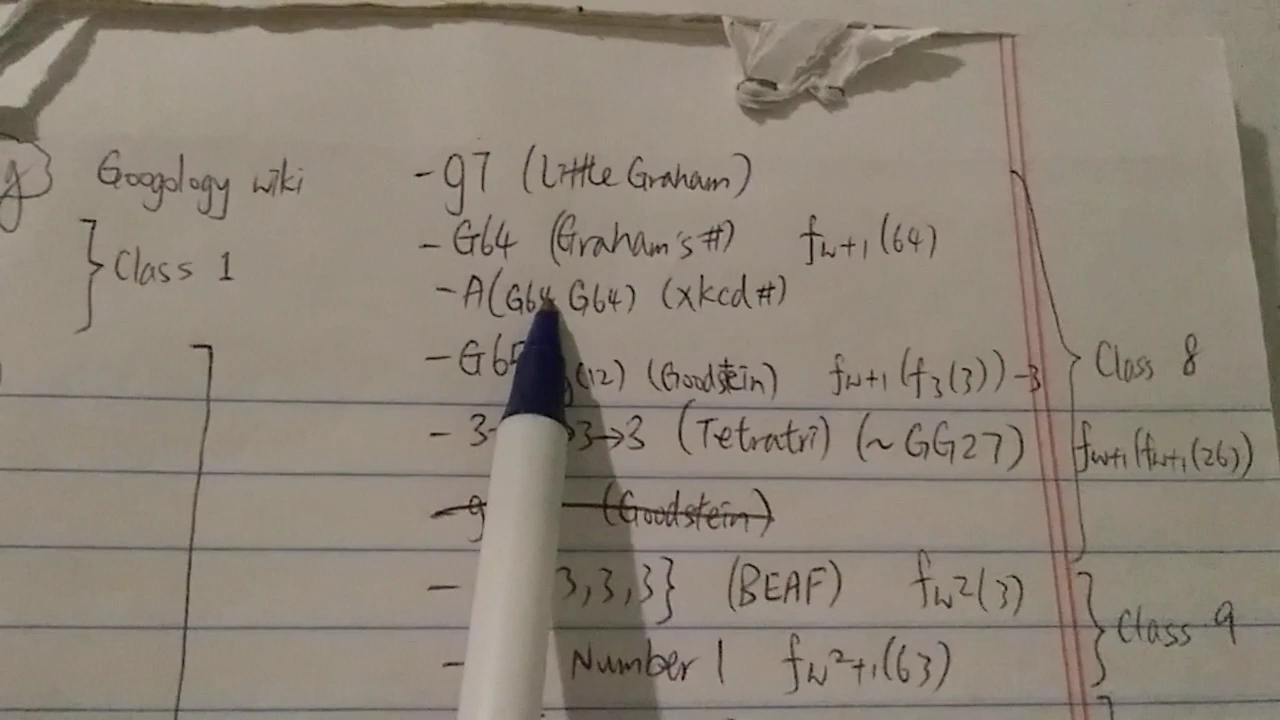 Googology wiki - g7 (Little Graham)
- G64 (Graham's #) fω+1(64)
} Class 1
- A(G64 G64) (xkcd #)
- G65
(12) (Goodstein) fω+1(f3(3))-3 } Class 8
- 3 →3→3 (Tetratri) (~GG27) fω+1(fω+1(26))
(Goodstein)
- 3,3,3} (BEAF) fω2(3)
} Class 9
- Number 1 fω²+1(63)